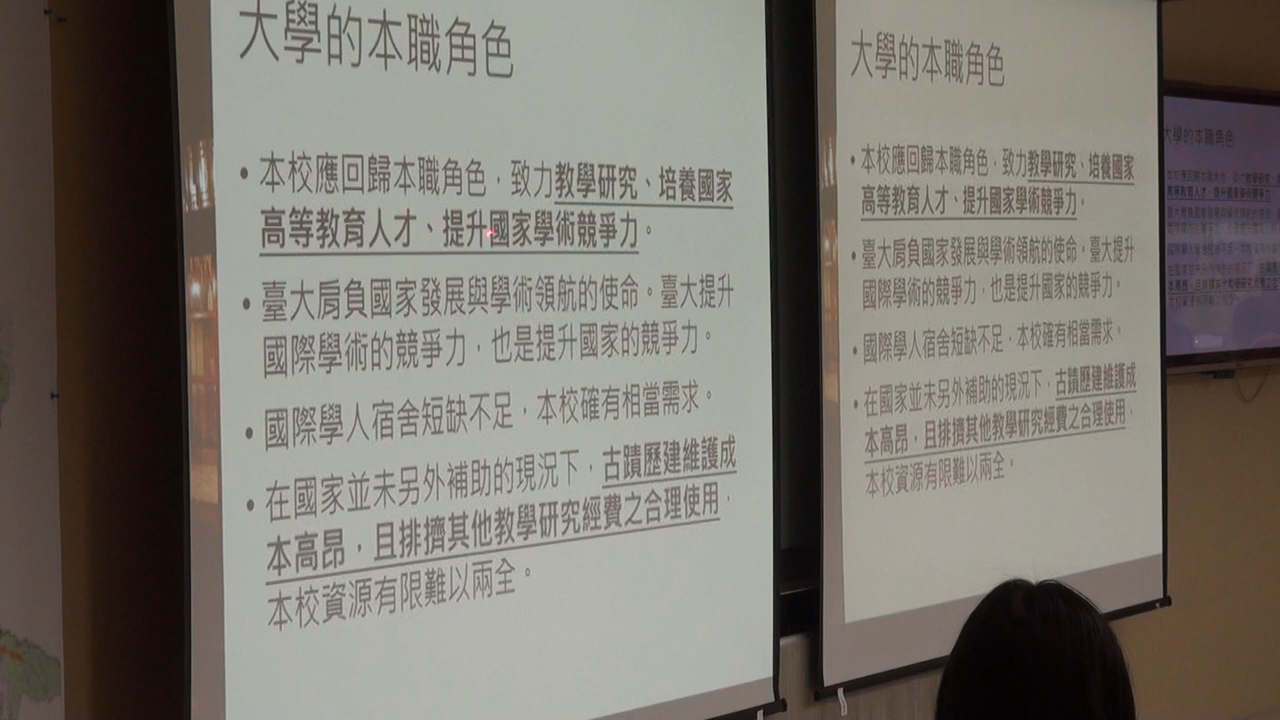 大學的本職角色
• 本校應回歸本職角色，致力教學研究、培養國家
高等教育人才、提升國家學術競爭力。
• 臺大肩負國家發展與學術領航的使命。臺大提升
國際學術的競爭力，也是提升國家的競爭力。
• 國際學人宿舍短缺不足，本校確有相當需求。
• 在國家並未另外補助的現況下，古蹟歷建維護成
本高昂，且排擠其他教學研究經費之合理使用，
本校資源有限難以兩全。
大學的本職角色
• 本校應回歸本職角色，致力教學研究、培養國家
高等教育人才、提升國家學術競爭力。
• 臺大肩負國家發展與學術領航的使命。臺大提升
國際學術的競爭力，也是提升國家的競爭力。
• 國際學人宿舍短缺不足，本校確有相當需求。
• 在國家並未另外補助的現況下，古蹟歷建維護成
本高昂，且排擠其他教學研究經費之合理使用，
本校資源有限難以兩全。
大學的本職角色